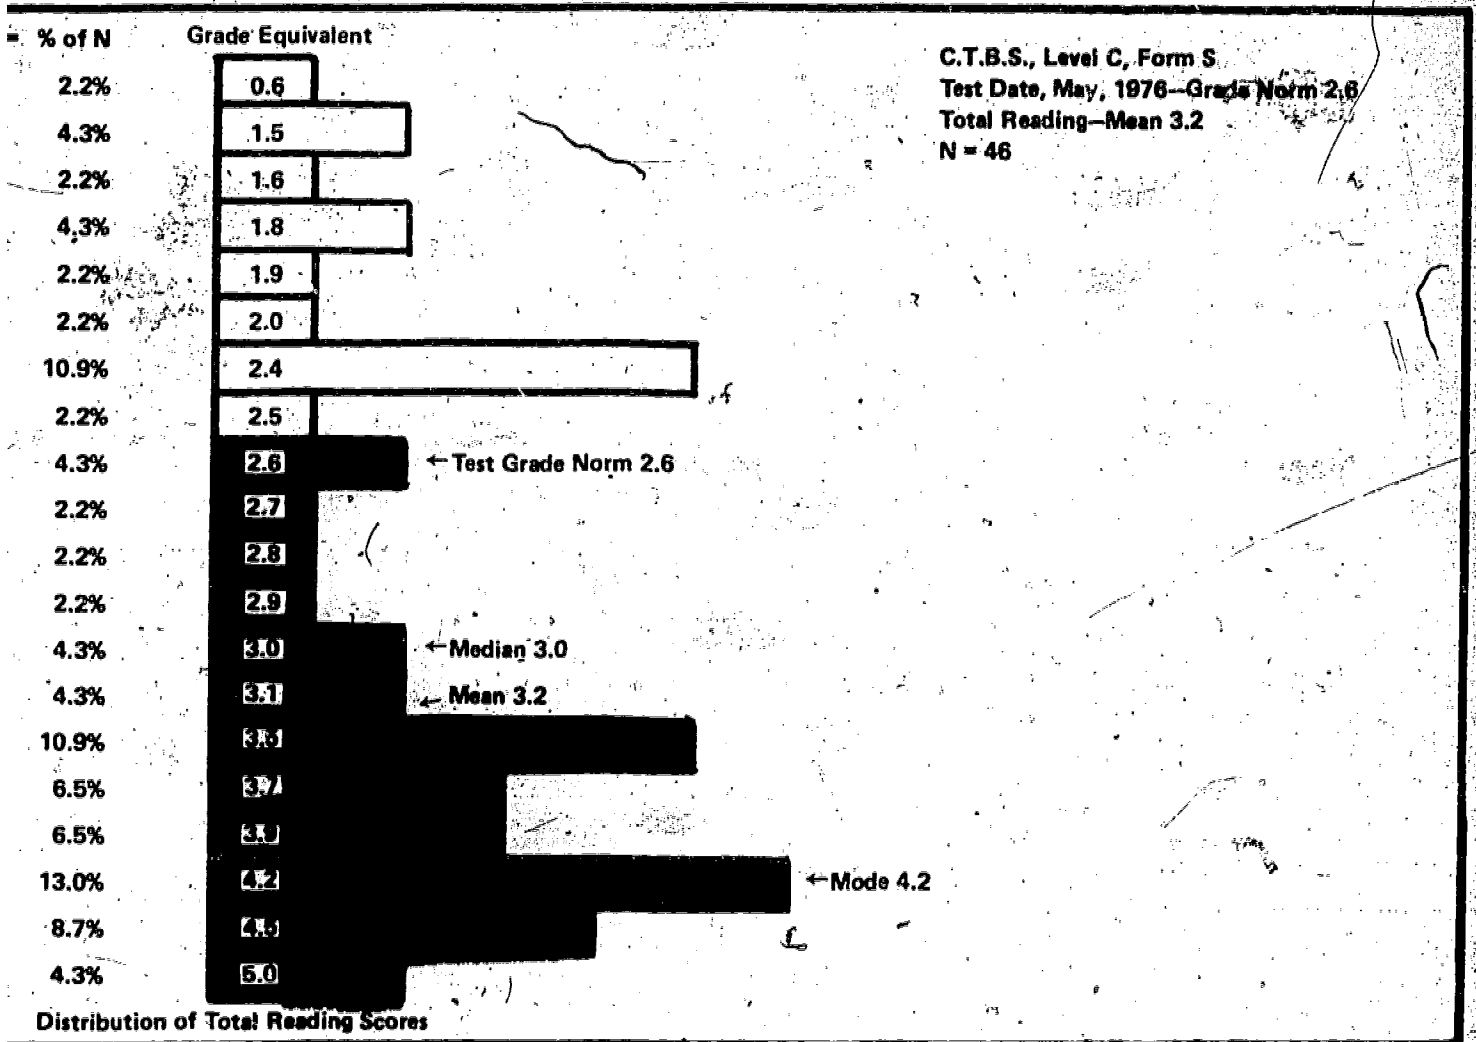 = % of N Grade Equivalent
C.T.B.S., Level C, Form S
Test Date, May, 1976—Grade Norm 2.6
Total Reading—Mean 3.2
N = 46
2.2% 0.6
4.3% 1.5
2.2% 1.6
4.3% 1.8
2.2% 1.9
2.2% 2.0
10.9% 2.4
2.2% 2.5
4.3% 2.6 ←Test Grade Norm 2.6
2.2% 2.7
2.2% 2.8
2.2% 2.9
4.3% 3.0 ←Median 3.0
4.3% 3.1 ← Mean 3.2
10.9%
6.5% 3.7
6.5%
13.0% 4.2 ←Mode 4.2
8.7%
4.3% 5.0
Distribution of Total Reading Scores